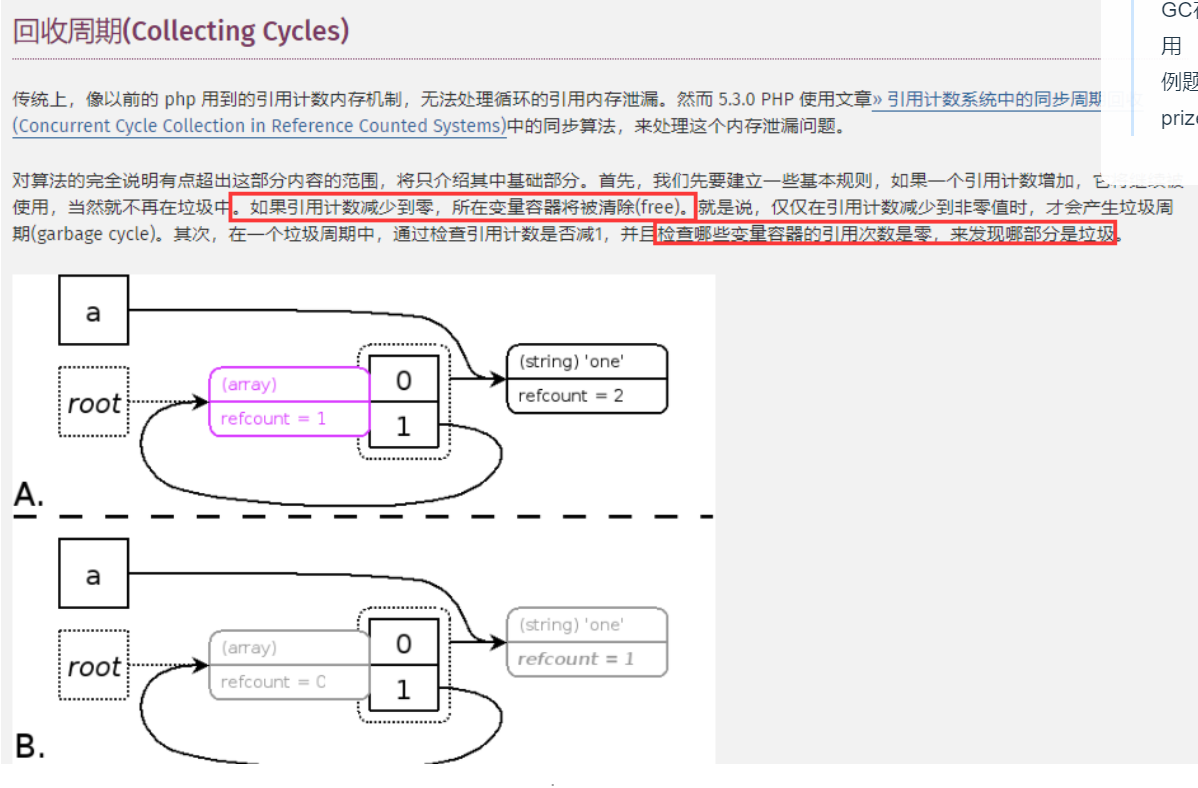 回收周期(Collecting Cycles)
传统上，像以前的 php 用到的引用计数内存机制，无法处理循环的引用内存泄漏。然而 5.3.0 PHP 使用文章» 引用计数系统中的同步周期回收
(Concurrent Cycle Collection in Reference Counted Systems)中的同步算法，来处理这个内存泄漏问题。
对算法的完全说明有点超出这部分内容的范围，将只介绍其中基础部分。首先，我们先要建立一些基本规则，如果一个引用计数增加，它将继续被
使用，当然就不再在垃圾中。如果引用计数减少到零，所在变量容器将被清除(free)。就是说，仅仅在引用计数减少到非零值时，才会产生垃圾周
期(garbage cycle)。其次，在一个垃圾周期中，通过检查引用计数是否减1，并且检查哪些变量容器的引用次数是零，来发现哪部分是垃圾。
用
例题
a
(string) 'one'
refcount = 2
root
(array)
refcount = 1
0
1
A.
a
(string) 'one'
refcount = 1
root
(array)
refcount = 0
0
1
B.